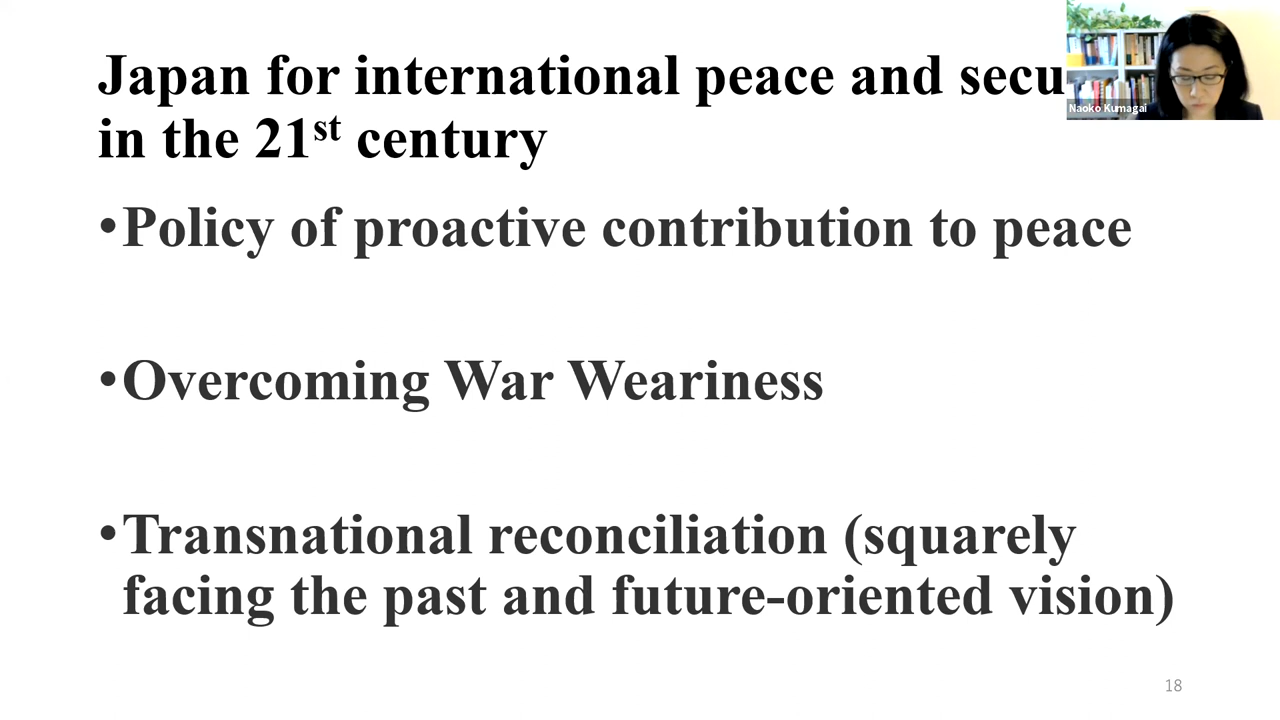 Japan for international peace and secu
in the 21st century
Naoko Kumagai
•Policy of proactive contribution to peace
•Overcoming War Weariness
•Transnational reconciliation (squarely
facing the past and future-oriented vision)
18